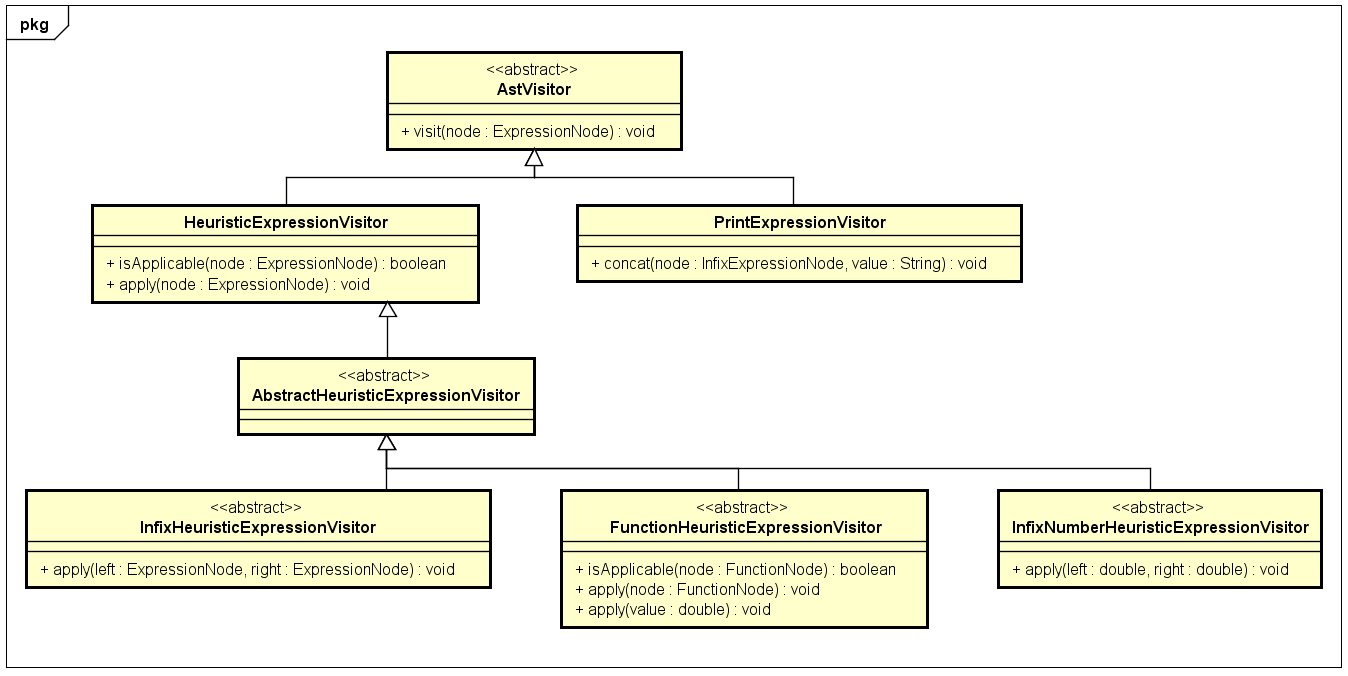 pkg
<<abstract>>
AstVisitor
+ visit(node : ExpressionNode) : void
HeuristicExpressionVisitor
+ isApplicable(node : ExpressionNode) : boolean
+ apply(node : ExpressionNode) : void
PrintExpressionVisitor
+ concat(node : InfixExpressionNode, value : String) : void
<<abstract>>
AbstractHeuristicExpressionVisitor
<<abstract>>
InfixHeuristicExpressionVisitor
+ apply(left : ExpressionNode, right : ExpressionNode) : void
<<abstract>>
FunctionHeuristicExpressionVisitor
+ isApplicable(node : FunctionNode) : boolean
+ apply(node : FunctionNode) : void
+ apply(value : double) : void
<<abstract>>
InfixNumberHeuristicExpressionVisitor
+ apply(left : double, right : double) : void